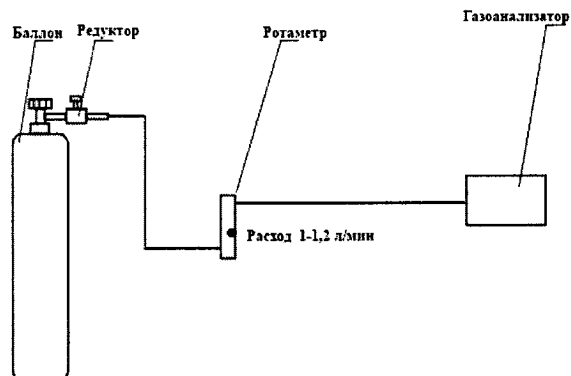 Газоанализатор
Баллон
Редуктор
Ротаметр
Расход 1-1,2 л/мин